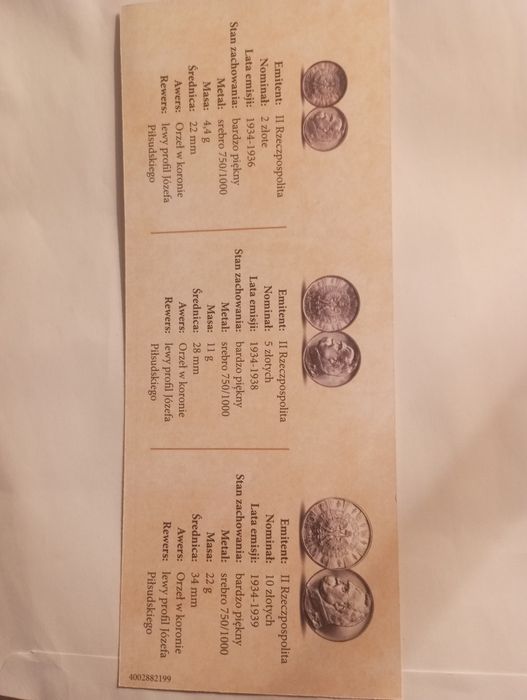 Emitent: II Rzeczpospolita
Nominał: 2 złote
Lata emisji: 1934-1936
Stan zachowania: bardzo piękny
Metal: srebro 750/1000
Masa: 4,4 g
Średnica: 22 mm
Awers: Orzeł w koronie
Rewers: lewy profil Józefa
Piłsudskiego
Emitent: II Rzeczpospolita
Nominał: 5 złotych
Lata emisji: 1934-1938
Stan zachowania: bardzo piękny
Metal: srebro 750/1000
Masa: 11 g
Średnica: 28 mm
Awers: Orzeł w koronie
Rewers: lewy profil Józefa
Piłsudskiego
Emitent: II Rzeczpospolita
Nominał: 10 złotych
Lata emisji: 1934-1939
Stan zachowania: bardzo piękny
Metal: srebro 750/1000
Masa: 22 g
Średnica: 34 mm
Awers: Orzeł w koronie
Rewers: lewy profil Józefa
Piłsudskiego
4002882199